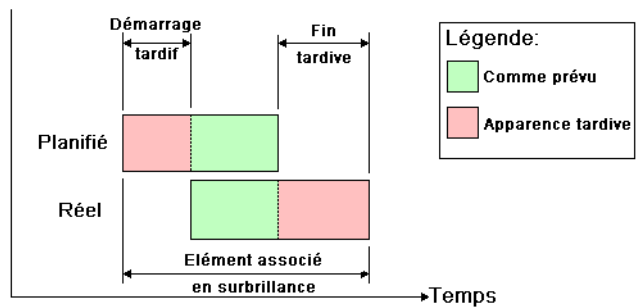 Démarrage
tardif
Fin
tardive
Légende:
Comme prévu
Apparence tardive
Planifié
Réel
Elément associé
en surbrillance
Temps